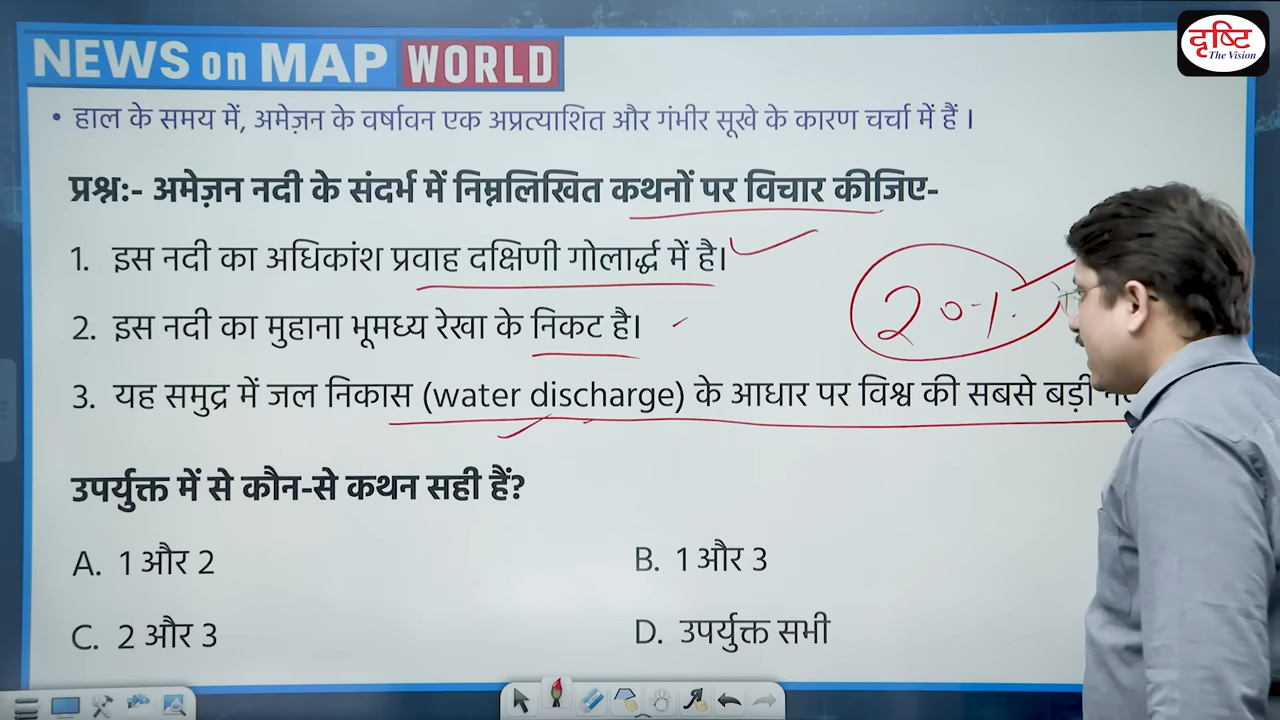 दृष्टि
The Vision
NEWS on MAP WORLD
• हाल के समय में, अमेज़न के वर्षावन एक अप्रत्याशित और गंभीर सूखे के कारण चर्चा में हैं ।
प्रश्न:- अमेज़न नदी के संदर्भ में निम्नलिखित कथनों पर विचार कीजिए-
1. इस नदी का अधिकांश प्रवाह दक्षिणी गोलार्द्ध में है।
20%
2. इस नदी का मुहाना भूमध्य रेखा के निकट है।
3. यह समुद्र में जल निकास (water discharge) के आधार पर विश्व की सबसे बड़ी
उपर्युक्त में से कौन-से कथन सही हैं?
A. 1 और 2
B. 1 और 3
C. 2 और 3
D. उपर्युक्त सभी